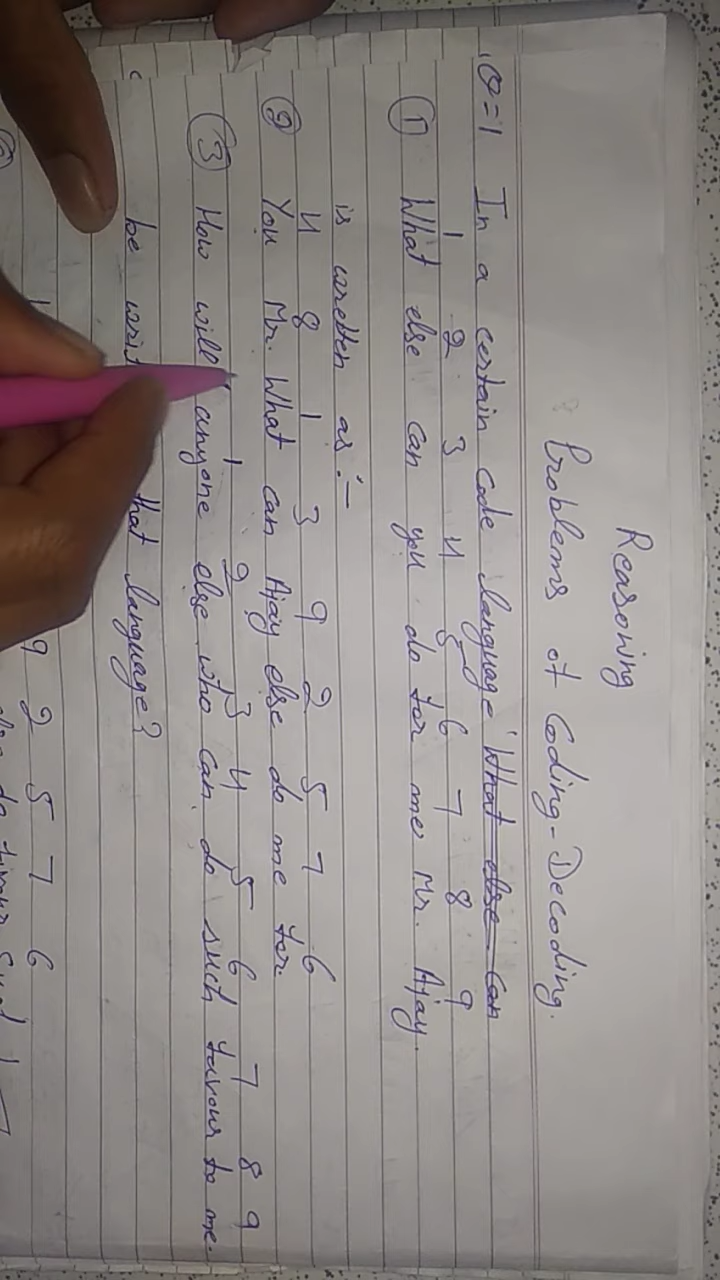 Reasoning
Problems of Coding-Decoding.
Q=1 In a certain code language 'What else can
1 2 3 4 5 6 7 8 9
① What else can you do for me Mr. Ajay.
is wretten as :-
4 8 1 3 9 2 5 7 6
② You Mr. What can Ajay else do me for
1 2 3 4 5 6 7 8 9
③ How will anyone else who can do such favour to me.
be that language?
9 2 5 7 6